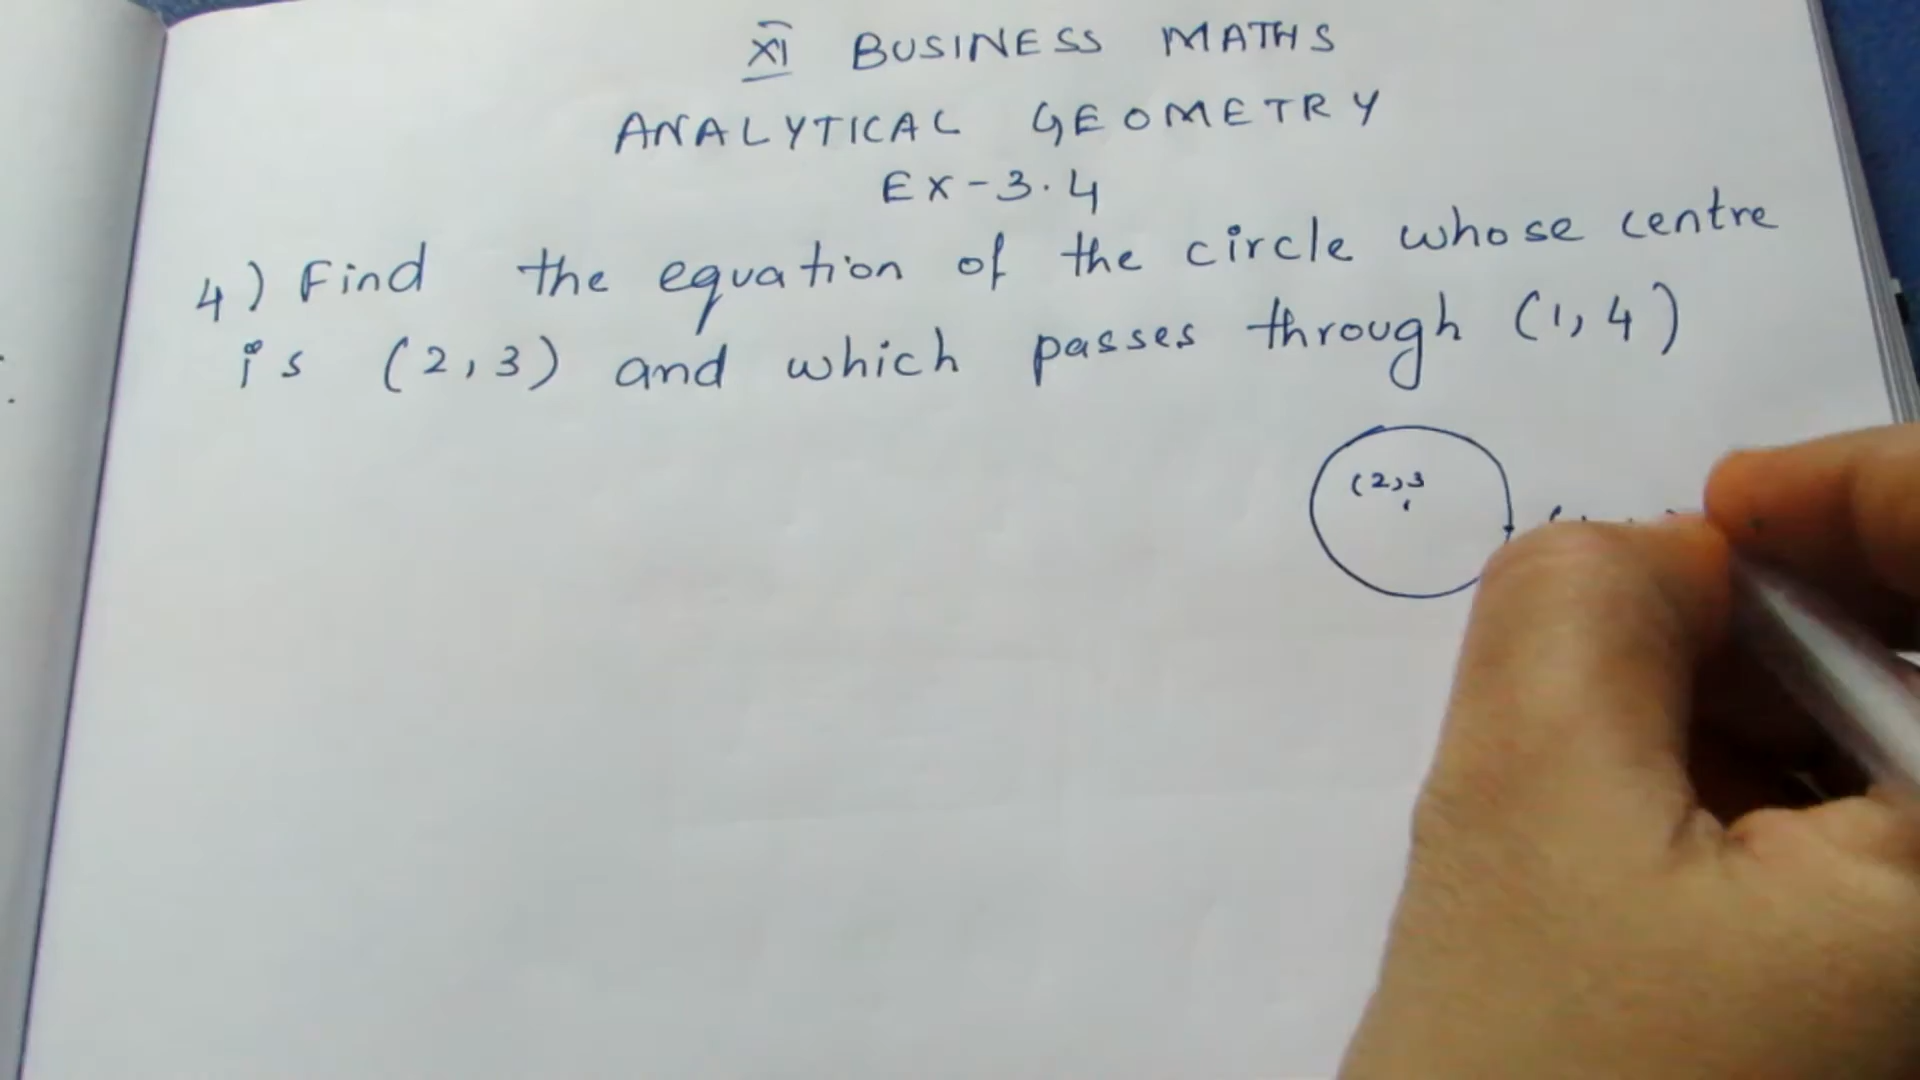 XI BUSINESS MATHS
ANALYTICAL GEOMETRY
EX-3.4
4) Find the equation of the circle whose centre
is (2,3) and which passes through (1,4)
(2,3